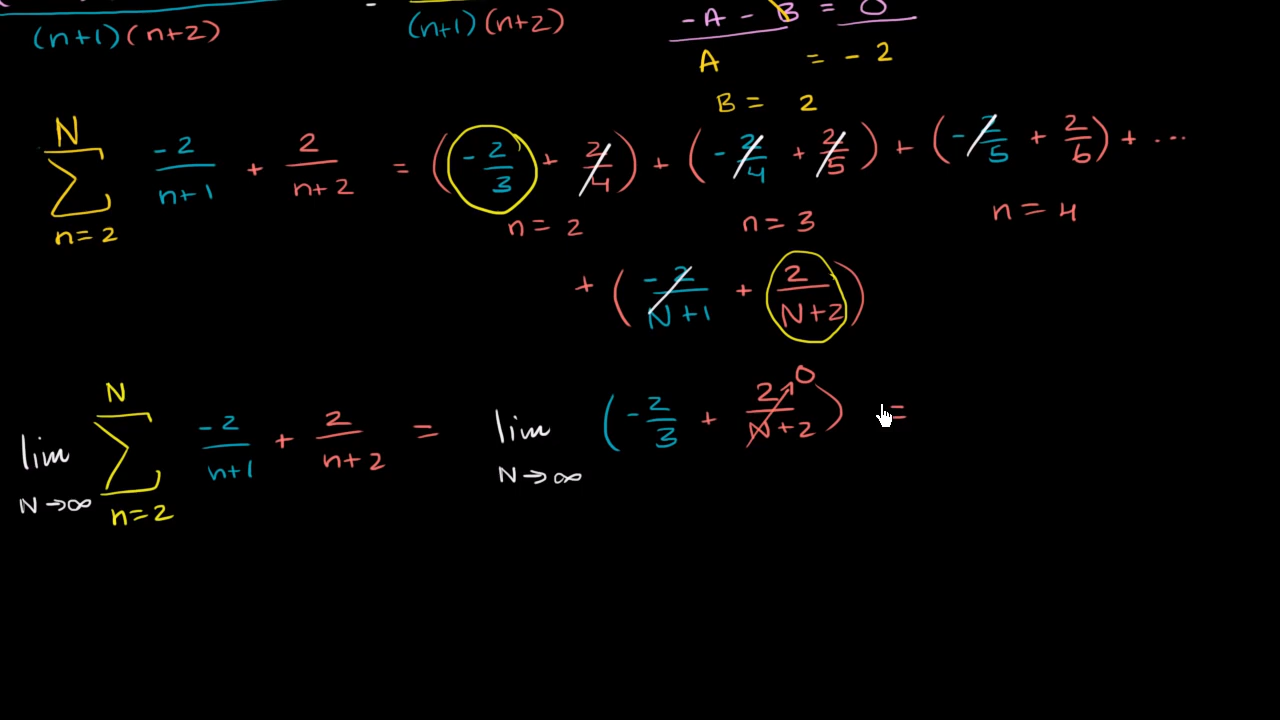 (n+1)(n+2) (n+1)(n+2) -A - B = 0
A = -2
B = 2
N
∑ -2/(n+1) + 2/(n+2) = (-2/3 + 2/4) + (-2/4 + 2/5) + (-2/5 + 2/6) + ...
n=2
n = 2 n = 3 n = 4
+ (-2/(N+1) + 2/(N+2))
N
lim ∑ -2/(n+1) + 2/(n+2) = lim (-2/3 + 2/(N+2)) 0 =
N→∞ n=2 N→∞